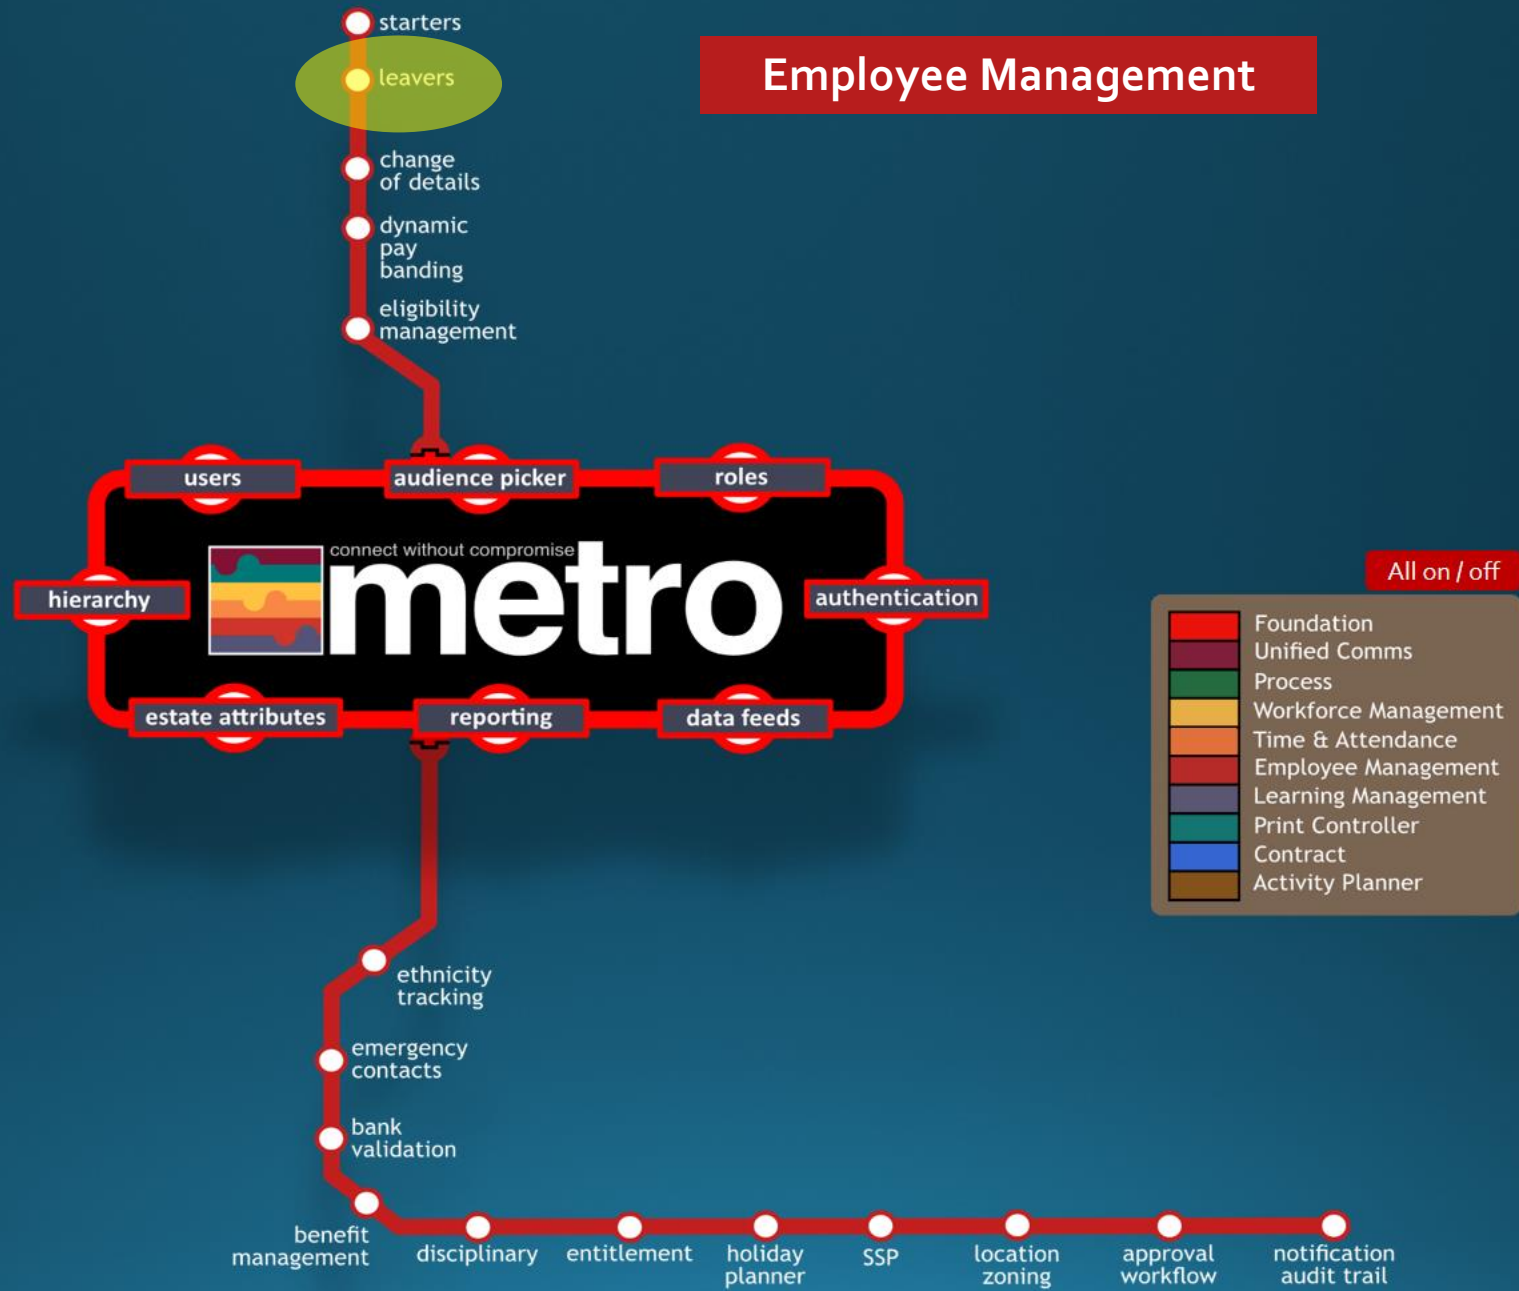 starters
leavers
Employee Management
change
of details
dynamic
pay
banding
eligibility
management
users
audience picker
roles
connect without compromise
metro
hierarchy
authentication
estate attributes
reporting
data feeds
All on / off
Foundation
Unified Comms
Process
Workforce Management
Time & Attendance
Employee Management
Learning Management
Print Controller
Contract
Activity Planner
ethnicity
tracking
emergency
contacts
bank
validation
benefit
management
disciplinary
entitlement
holiday
planner
SSP
location
zoning
approval
workflow
notification
audit trail